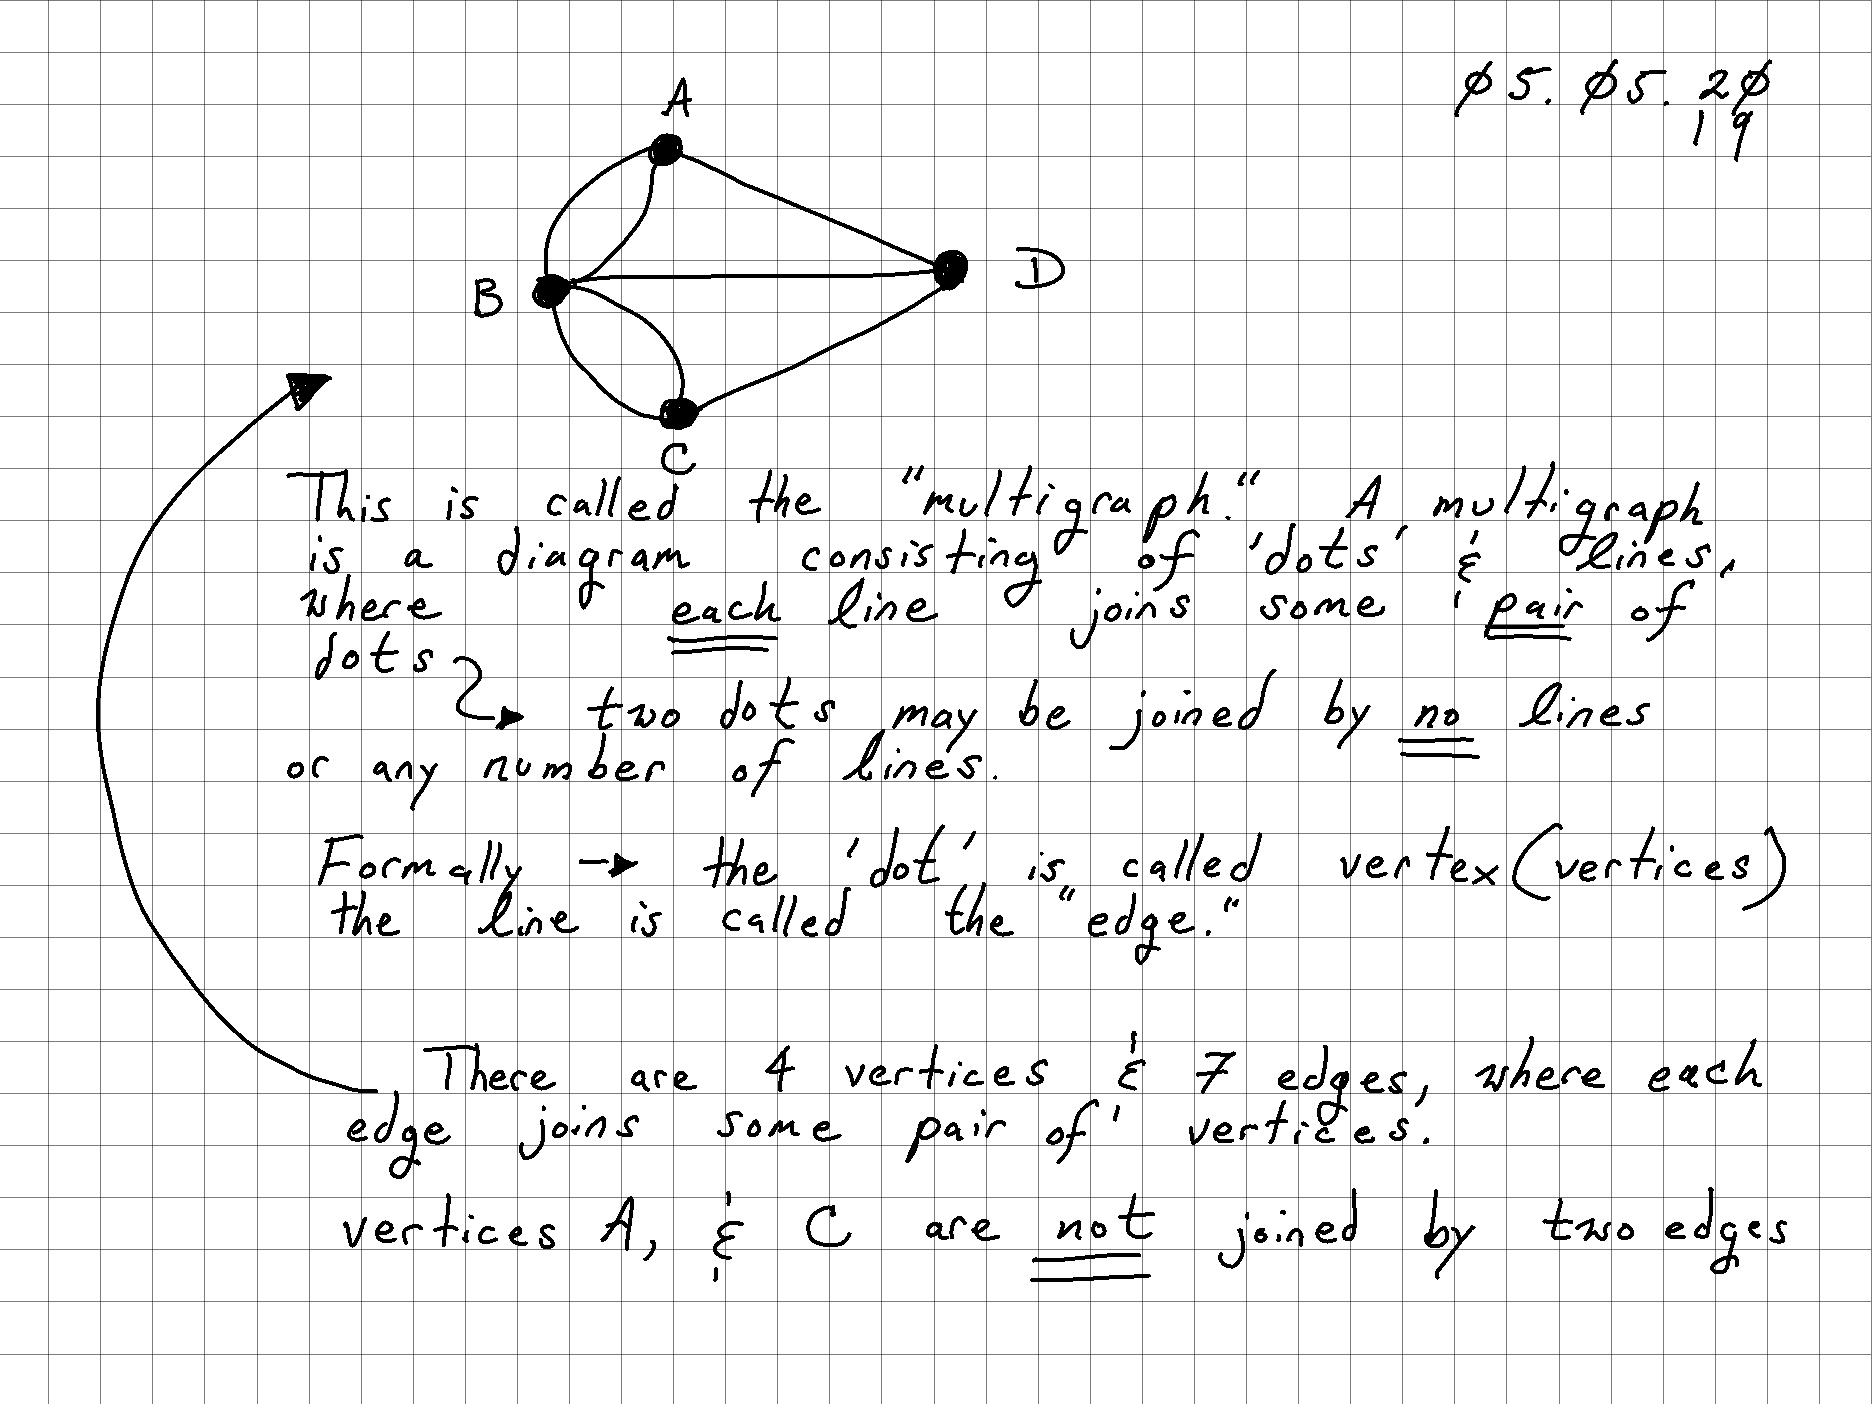 A
Ø5. Ø5. 2Ø
19
B
D
C
This is called the "multigraph." A multigraph
is a diagram consisting of 'dots' & lines,
where each line joins some pair of
dots → two dots may be joined by no lines
or any number of lines.
Formally → the 'dot' is called vertex (vertices)
the line is called the "edge."
There are 4 vertices & 7 edges, where each
edge joins some pair of vertices.
vertices A, & C are not joined by two edges